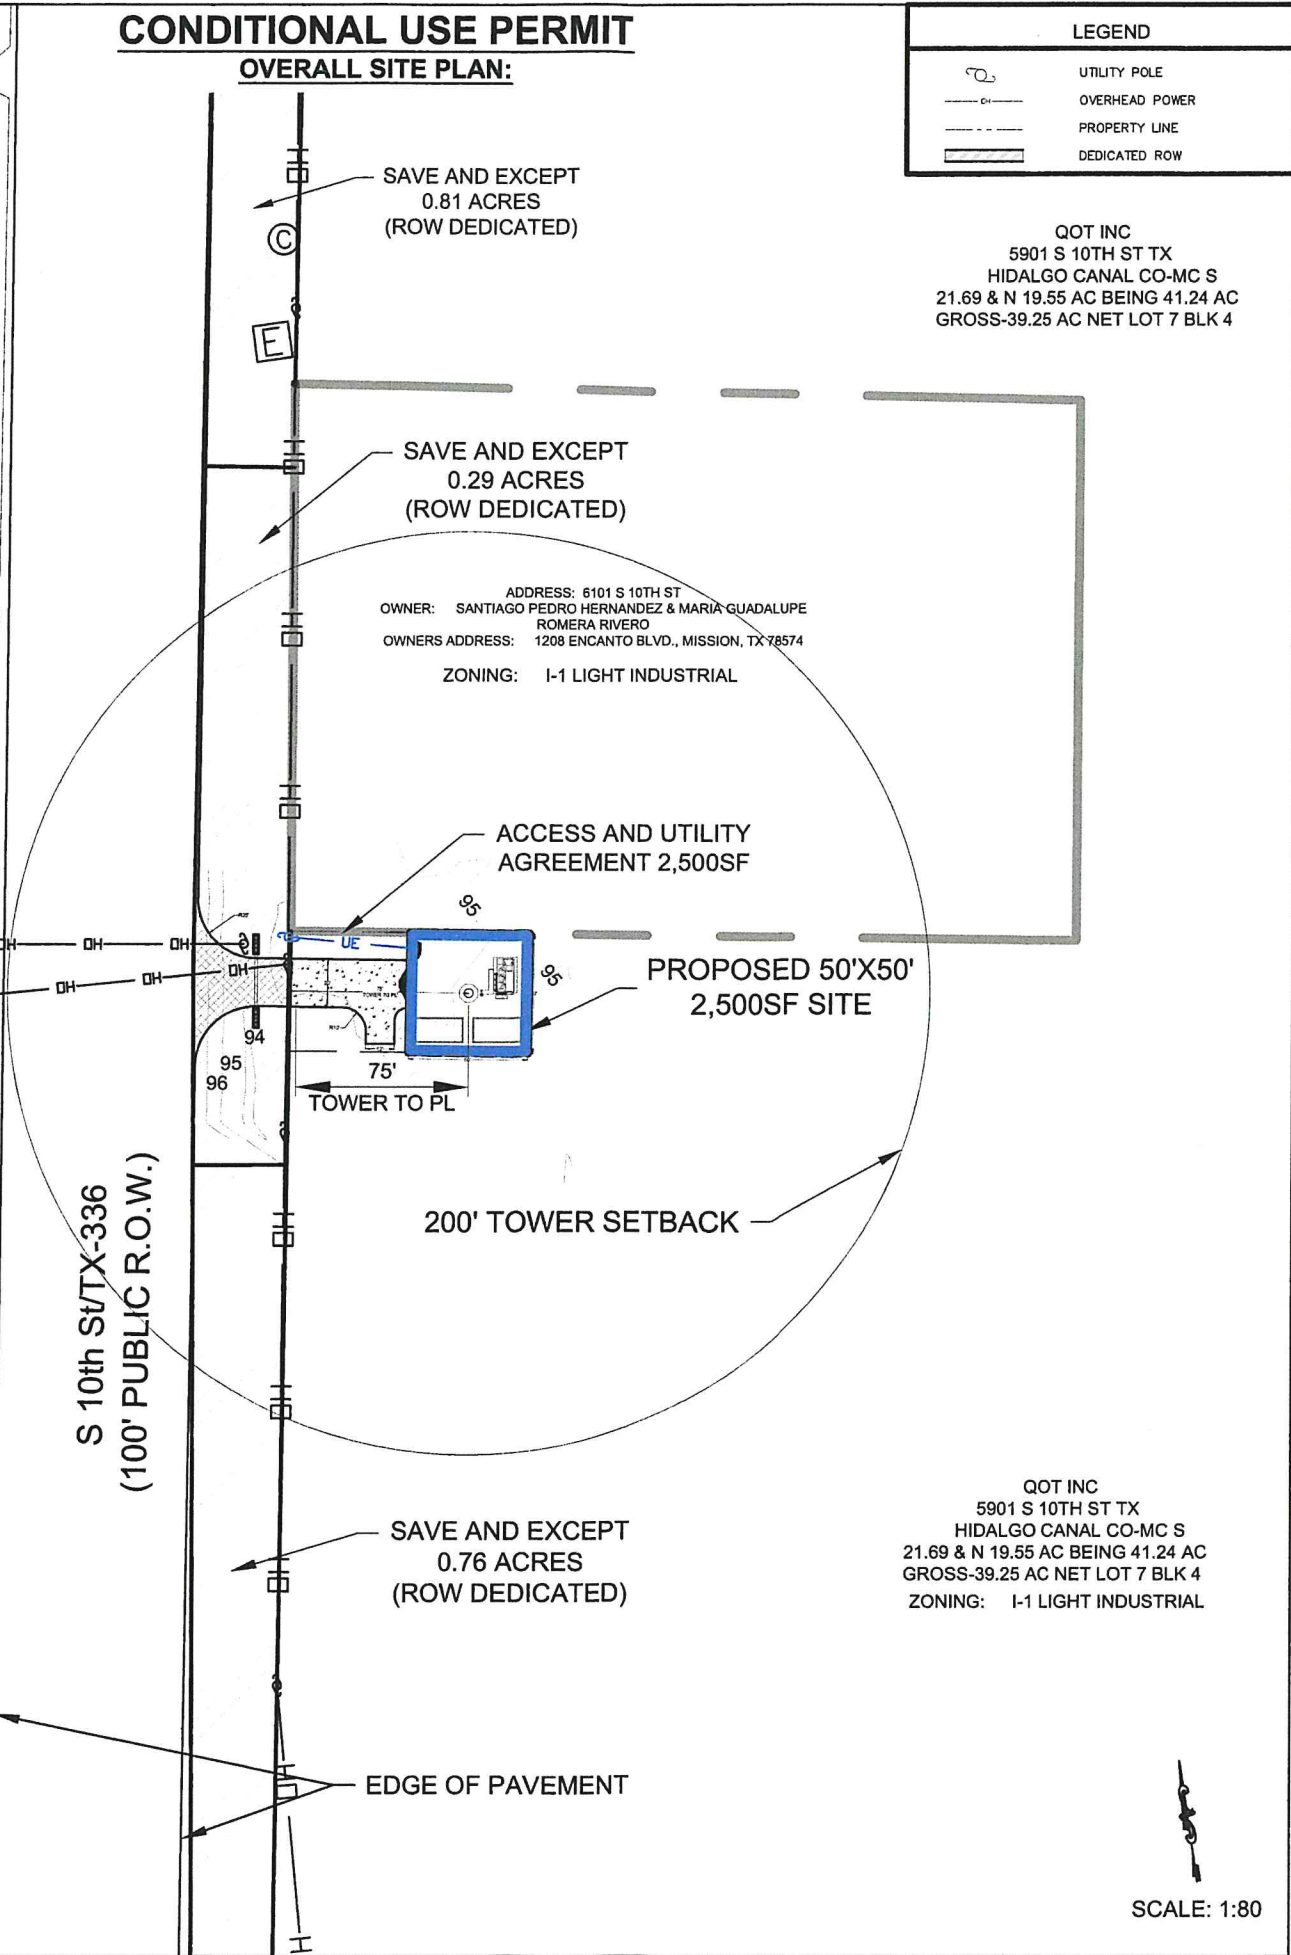 CONDITIONAL USE PERMIT
OVERALL SITE PLAN:
LEGEND
UTILITY POLE
OH
OVERHEAD POWER
PROPERTY LINE
DEDICATED ROW
SAVE AND EXCEPT
0.81 ACRES
(ROW DEDICATED)
C
E
QOT INC
5901 S 10TH ST TX
HIDALGO CANAL CO-MC S
21.69 & N 19.55 AC BEING 41.24 AC
GROSS-39.25 AC NET LOT 7 BLK 4
SAVE AND EXCEPT
0.29 ACRES
(ROW DEDICATED)
ADDRESS: 6101 S 10TH ST
OWNER: SANTIAGO PEDRO HERNANDEZ & MARIA GUADALUPE
ROMERA RIVERO
OWNERS ADDRESS: 1208 ENCANTO BLVD., MISSION, TX 78574
ZONING: I-1 LIGHT INDUSTRIAL
ACCESS AND UTILITY
AGREEMENT 2,500SF
95
95
OH OH OH
UE
OH OH OH
TOWER TO PL
PROPOSED 50'X50'
2,500SF SITE
94
95
96
75'
TOWER TO PL
S 10th St/TX-336
(100' PUBLIC R.O.W.)
200' TOWER SETBACK
SAVE AND EXCEPT
0.76 ACRES
(ROW DEDICATED)
QOT INC
5901 S 10TH ST TX
HIDALGO CANAL CO-MC S
21.69 & N 19.55 AC BEING 41.24 AC
GROSS-39.25 AC NET LOT 7 BLK 4
ZONING: I-1 LIGHT INDUSTRIAL
EDGE OF PAVEMENT
SCALE: 1:80